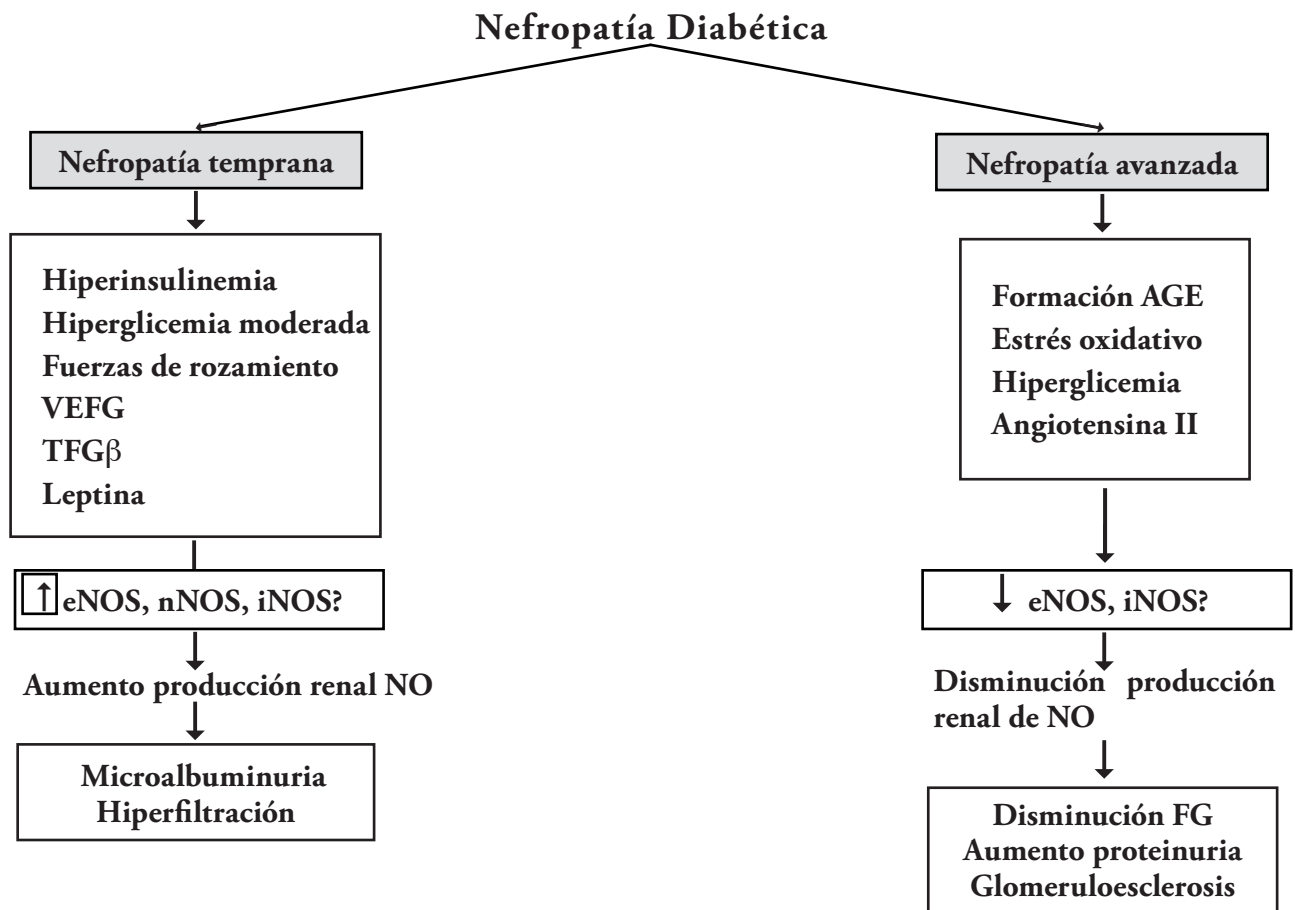 Nefropatía Diabética
Nefropatía temprana
Hiperinsulinemia
Hiperglicemia moderada
Fuerzas de rozamiento
VEFG
TFGβ
Leptina
↑ eNOS, nNOS, iNOS?
Aumento producción renal NO
Microalbuminuria
Hiperfiltración
Nefropatía avanzada
Formación AGE
Estrés oxidativo
Hiperglicemia
Angiotensina II
↓ eNOS, iNOS?
Disminución producción
renal de NO
Disminución FG
Aumento proteinuria
Glomeruloesclerosis